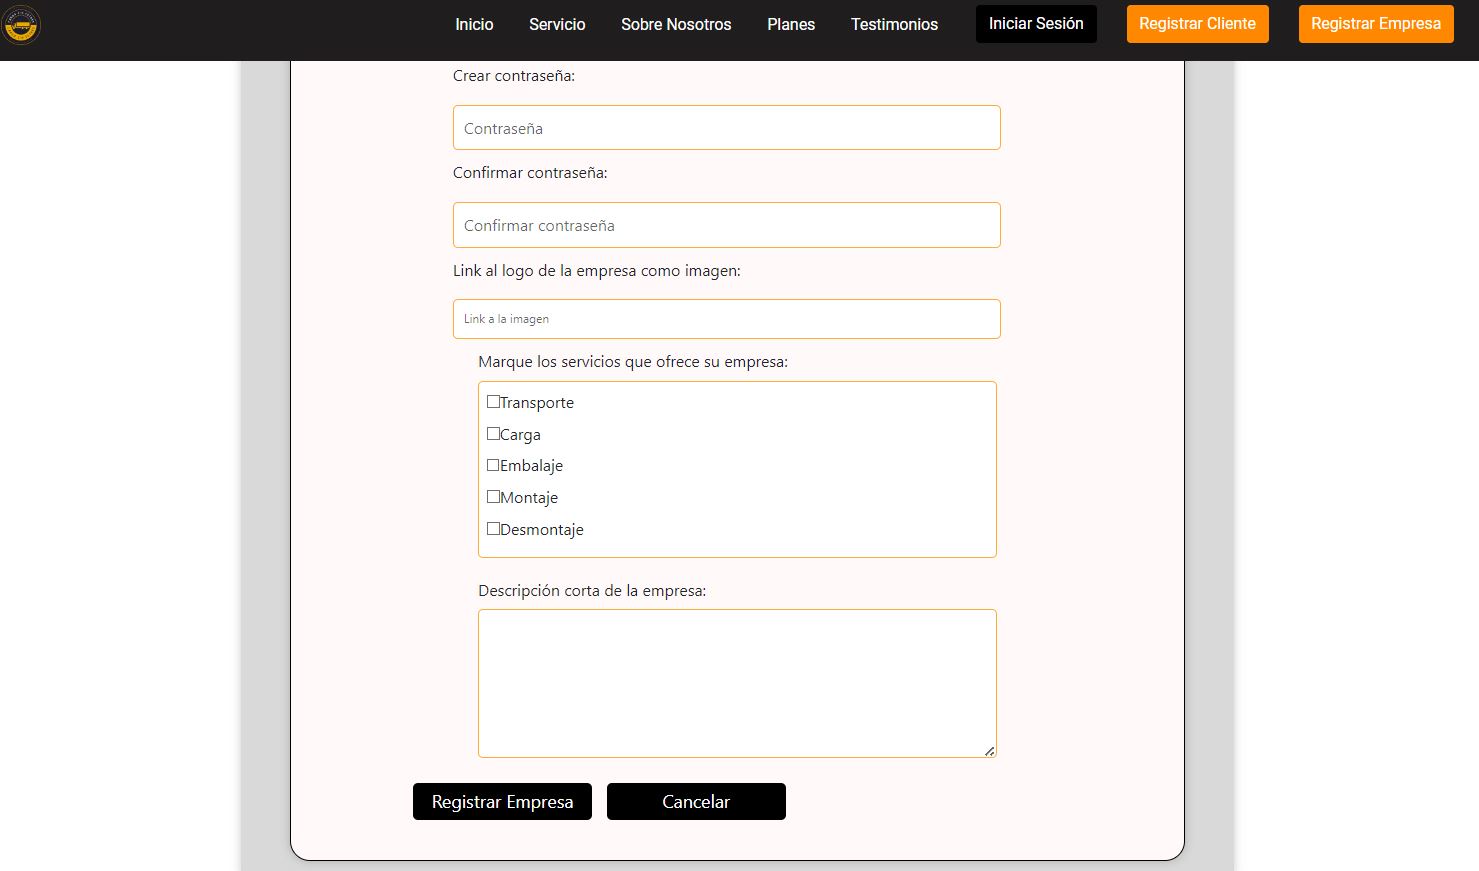 Inicio Servicio Sobre Nosotros Planes Testimonios Iniciar Sesión Registrar Cliente Registrar Empresa
Crear contraseña:
Contraseña
Confirmar contraseña:
Confirmar contraseña
Link al logo de la empresa como imagen:
Link a la imagen
Marque los servicios que ofrece su empresa:
Transporte
Carga
Embalaje
Montaje
Desmontaje
Descripción corta de la empresa:
Registrar Empresa Cancelar